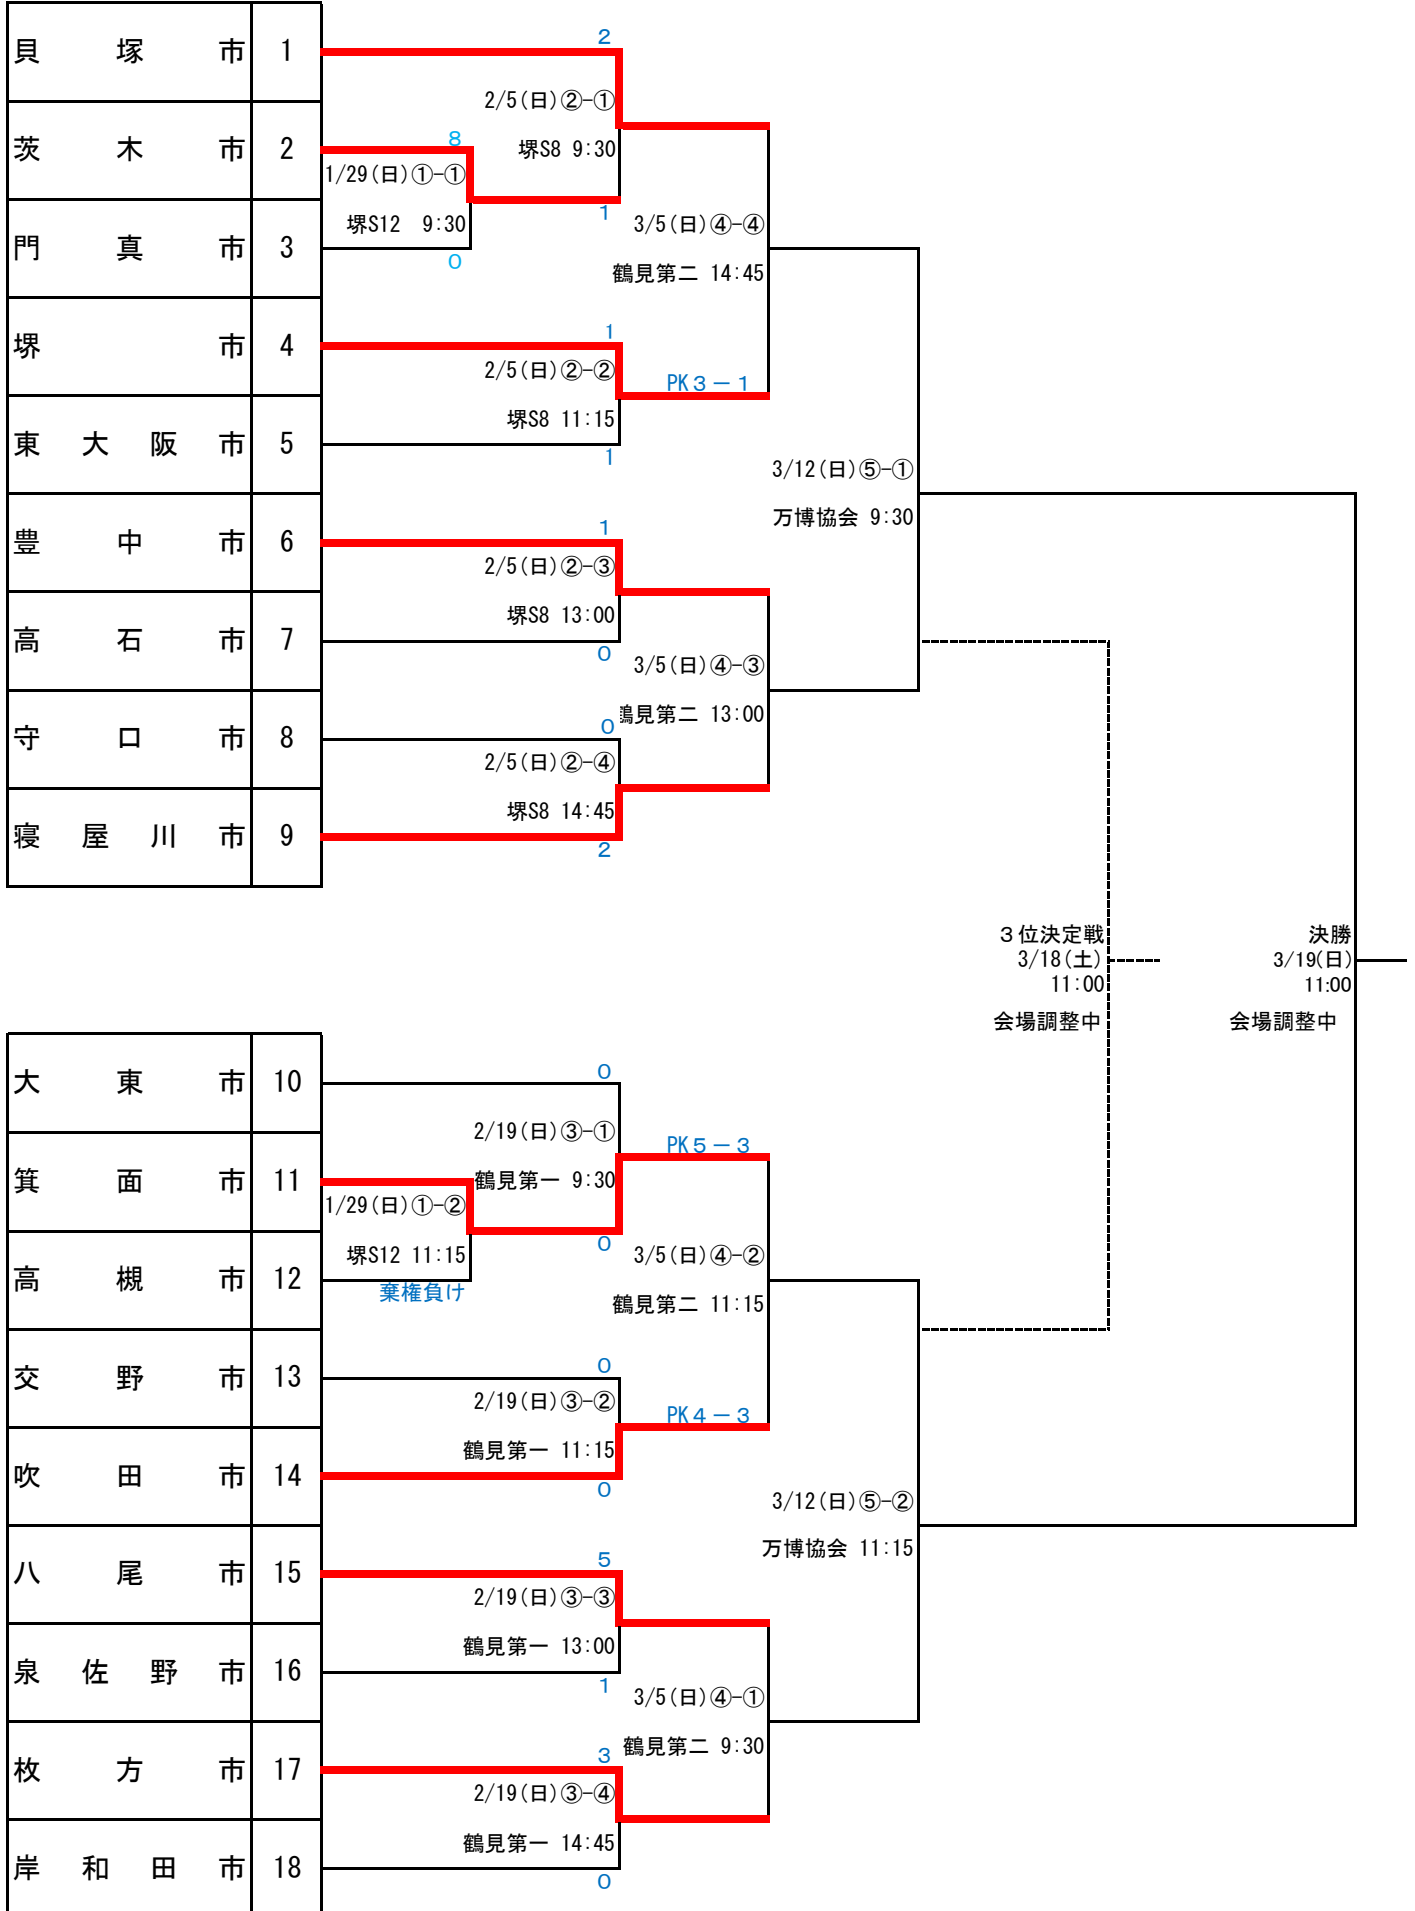 貝塚市 1
2
2/5(日)②-①
茨木市 2
8
堺S8 9:30
1/29(日)①-①
1
門真市 3
堺S12 9:30
0
3/5(日)④-④
鶴見第二 14:45
堺市 4
1
2/5(日)②-②
PK3－1
堺S8 11:15
東大阪市 5
1
3/12(日)⑤-①
万博協会 9:30
豊中市 6
1
2/5(日)②-③
堺S8 13:00
高石市 7
0
3/5(日)④-③
鶴見第二 13:00
守口市 8
0
2/5(日)②-④
堺S8 14:45
寝屋川市 9
2
3位決定戦
3/18(土)
11:00
会場調整中
決勝
3/19(日)
11:00
会場調整中
大東市 10
0
2/19(日)③-①
PK5－3
箕面市 11
鶴見第一 9:30
1/29(日)①-②
0
高槻市 12
堺S12 11:15
棄権負け
3/5(日)④-②
鶴見第二 11:15
交野市 13
0
2/19(日)③-②
PK4－3
鶴見第一 11:15
吹田市 14
0
3/12(日)⑤-②
万博協会 11:15
八尾市 15
5
2/19(日)③-③
鶴見第一 13:00
泉佐野市 16
1
3/5(日)④-①
鶴見第二 9:30
枚方市 17
3
2/19(日)③-④
鶴見第一 14:45
岸和田市 18
0